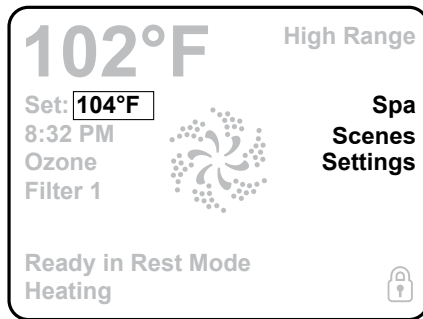 102°F
High Range
Set: 104°F
Spa
8:32 PM
Scenes
Ozone
Settings
Filter 1
Ready in Rest Mode
Heating